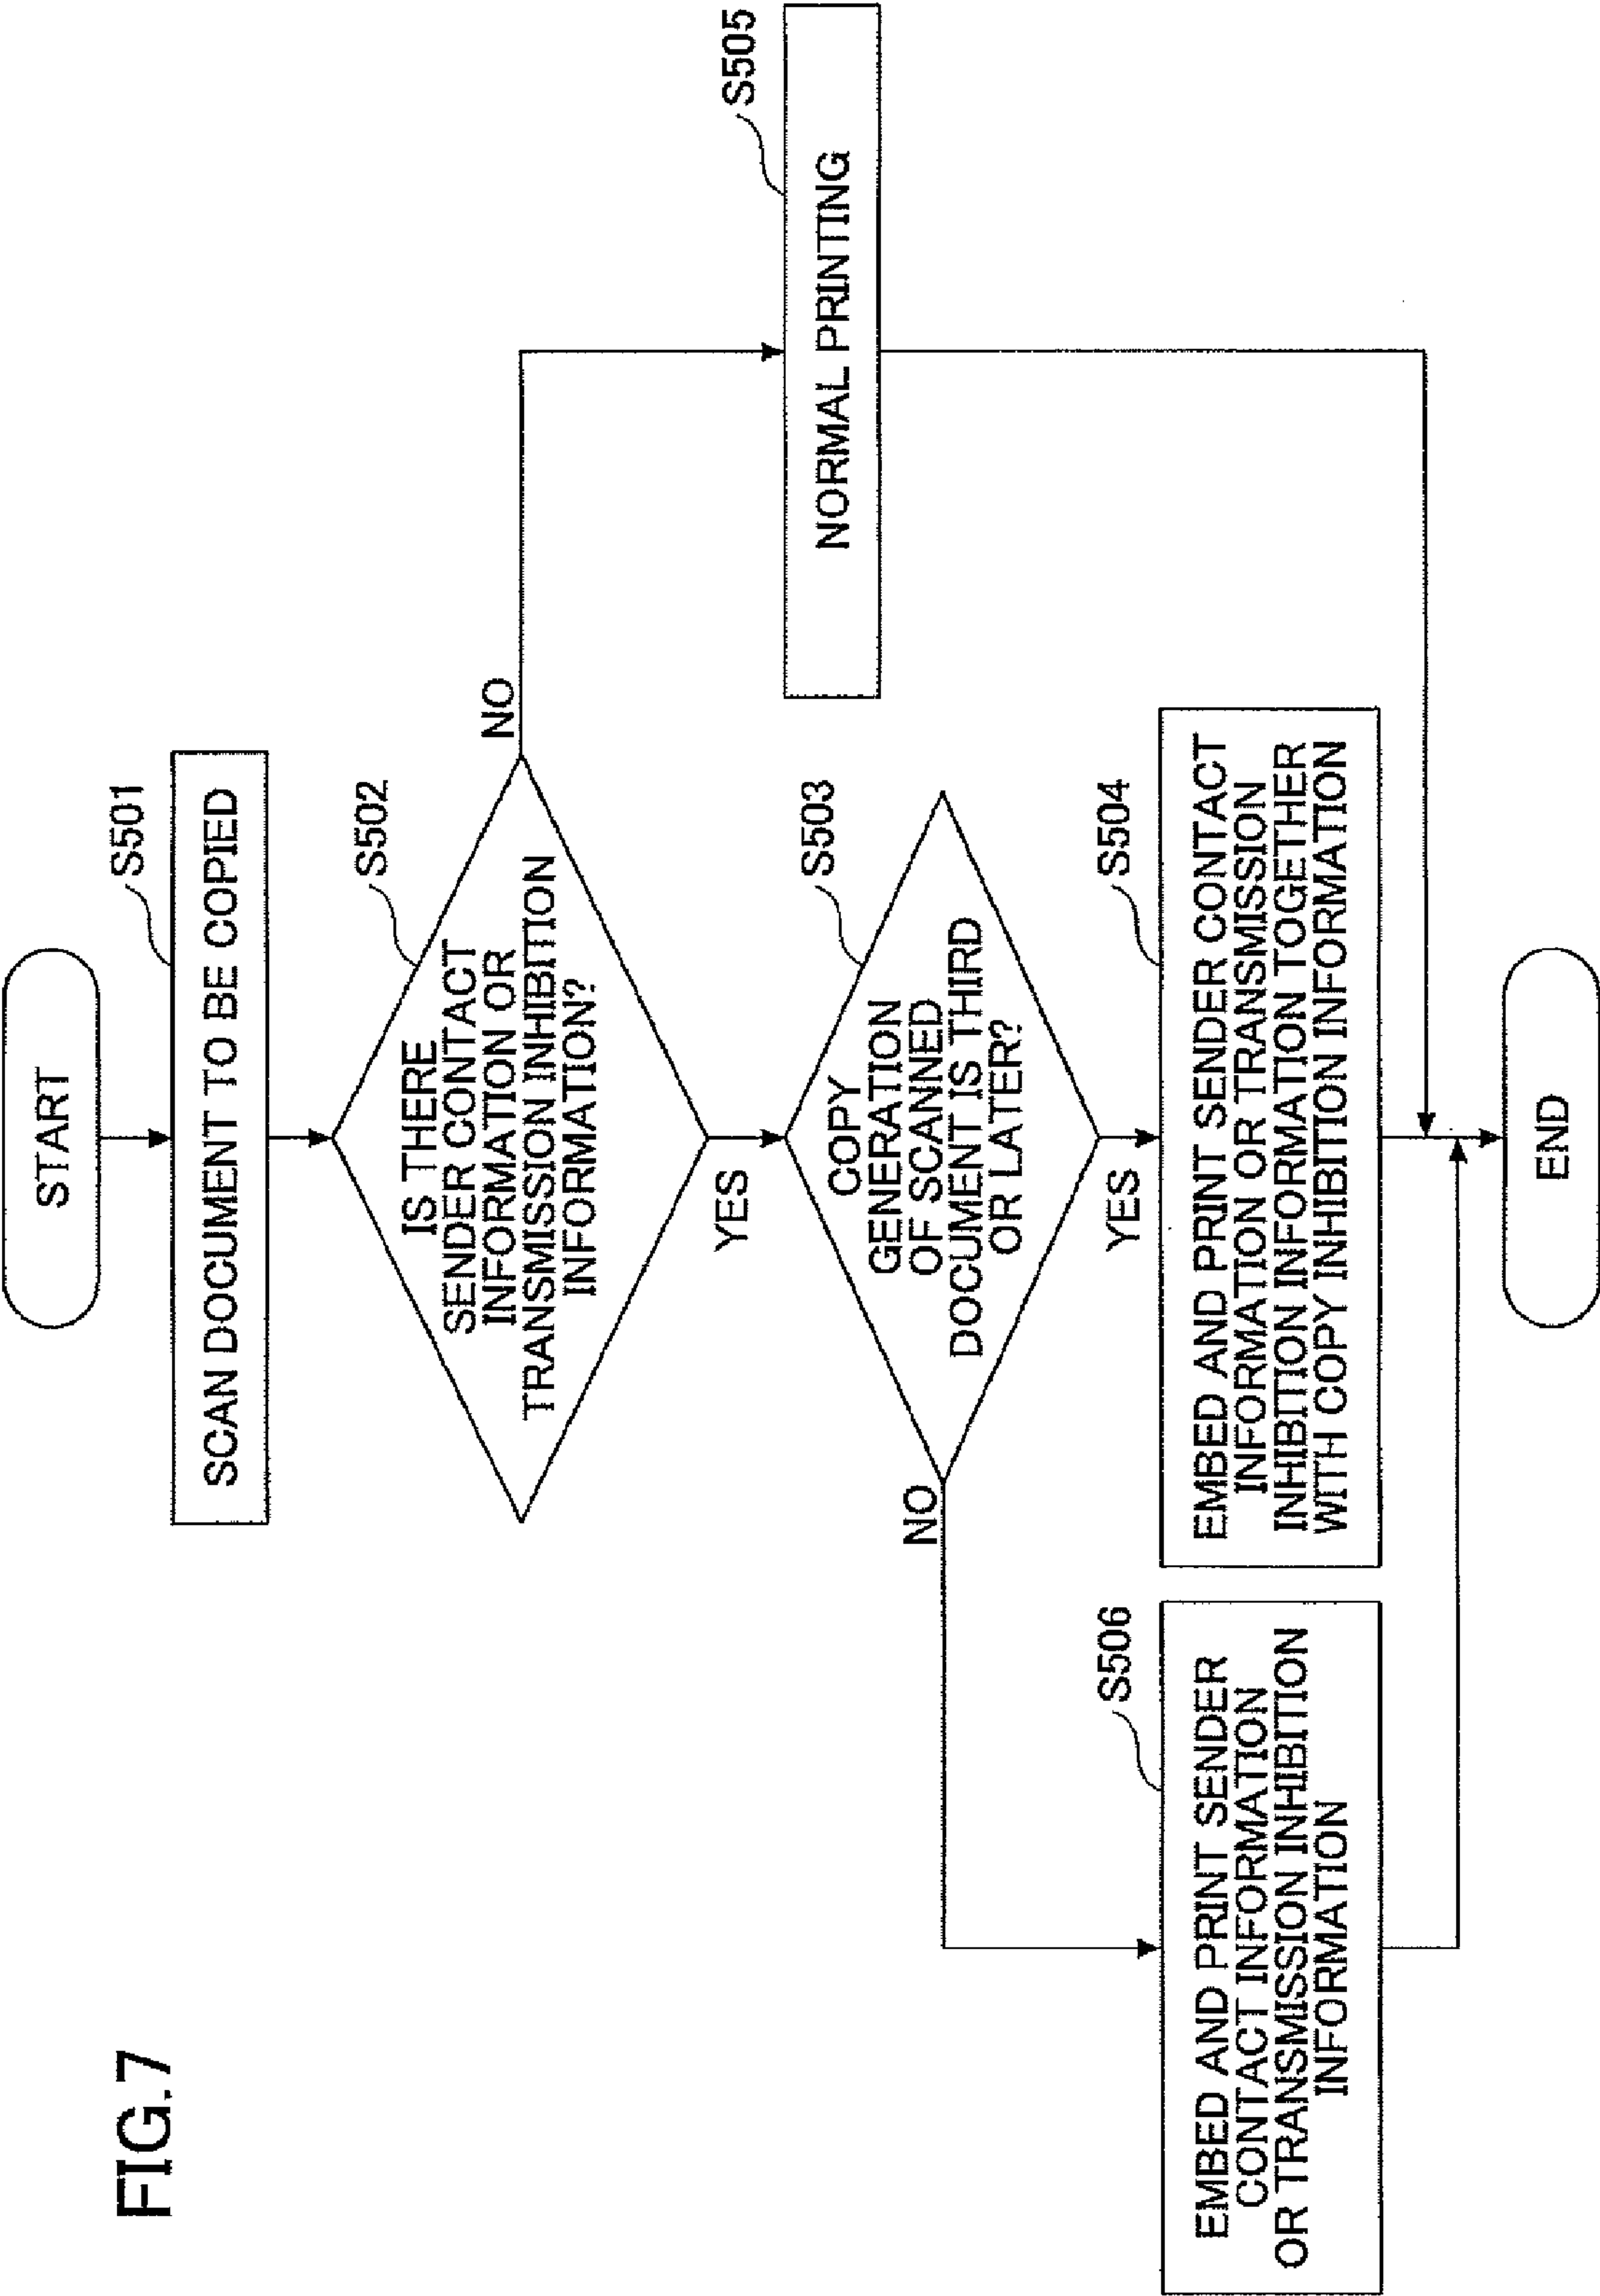 FIG.7
START
S501
SCAN DOCUMENT TO BE COPIED
S502
IS THERE
SENDER CONTACT
INFORMATION OR
TRANSMISSION INHIBITION
INFORMATION?
NO
YES
S503
COPY
GENERATION
OF SCANNED
DOCUMENT IS THIRD
OR LATER?
NO
YES
S505
NORMAL PRINTING
S506
EMBED AND PRINT SENDER
CONTACT INFORMATION
OR TRANSMISSION INHIBITION
INFORMATION
S504
EMBED AND PRINT SENDER CONTACT
INFORMATION OR TRANSMISSION
INHIBITION INFORMATION TOGETHER
WITH COPY INHIBITION INFORMATION
END